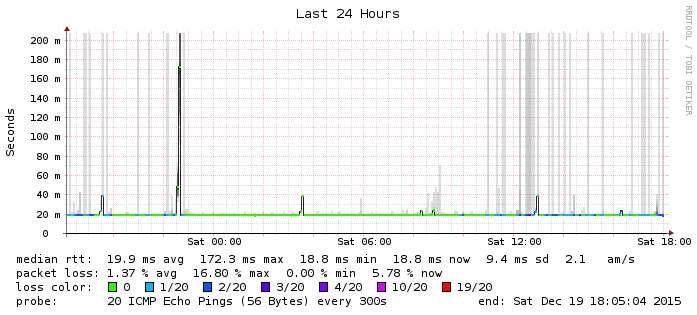 Last 24 Hours
RRDTOOL / TOBI OETIKER
Seconds
200 m
180 m
160 m
140 m
120 m
100 m
80 m
60 m
40 m
20 m
0
Sat 00:00 Sat 06:00 Sat 12:00 Sat 18:00
median rtt: 19.9 ms avg 172.3 ms max 18.8 ms min 18.8 ms now 9.4 ms sd 2.1 am/s
packet loss: 1.37 % avg 16.80 % max 0.00 % min 5.78 % now
loss color: 0 1/20 2/20 3/20 4/20 10/20 19/20
probe: 20 ICMP Echo Pings (56 Bytes) every 300s end: Sat Dec 19 18:05:04 2015